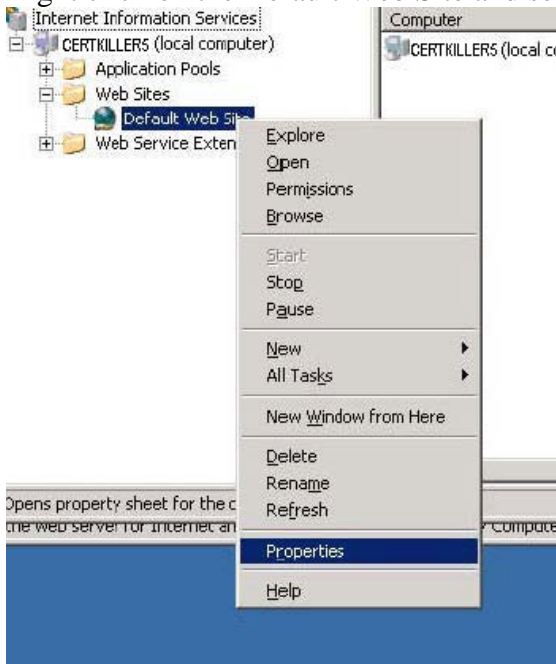 Internet Information Services
Computer
CERTKILLER5 (local computer)
CERTKILLER5 (local co
Application Pools
Web Sites
Default Web Site
Web Service Exten
Explore
Open
Permissions
Browse
Start
Stop
Pause
New
All Tasks
New Window from Here
Delete
Rename
Refresh
Properties
Help
Opens property sheet for the c